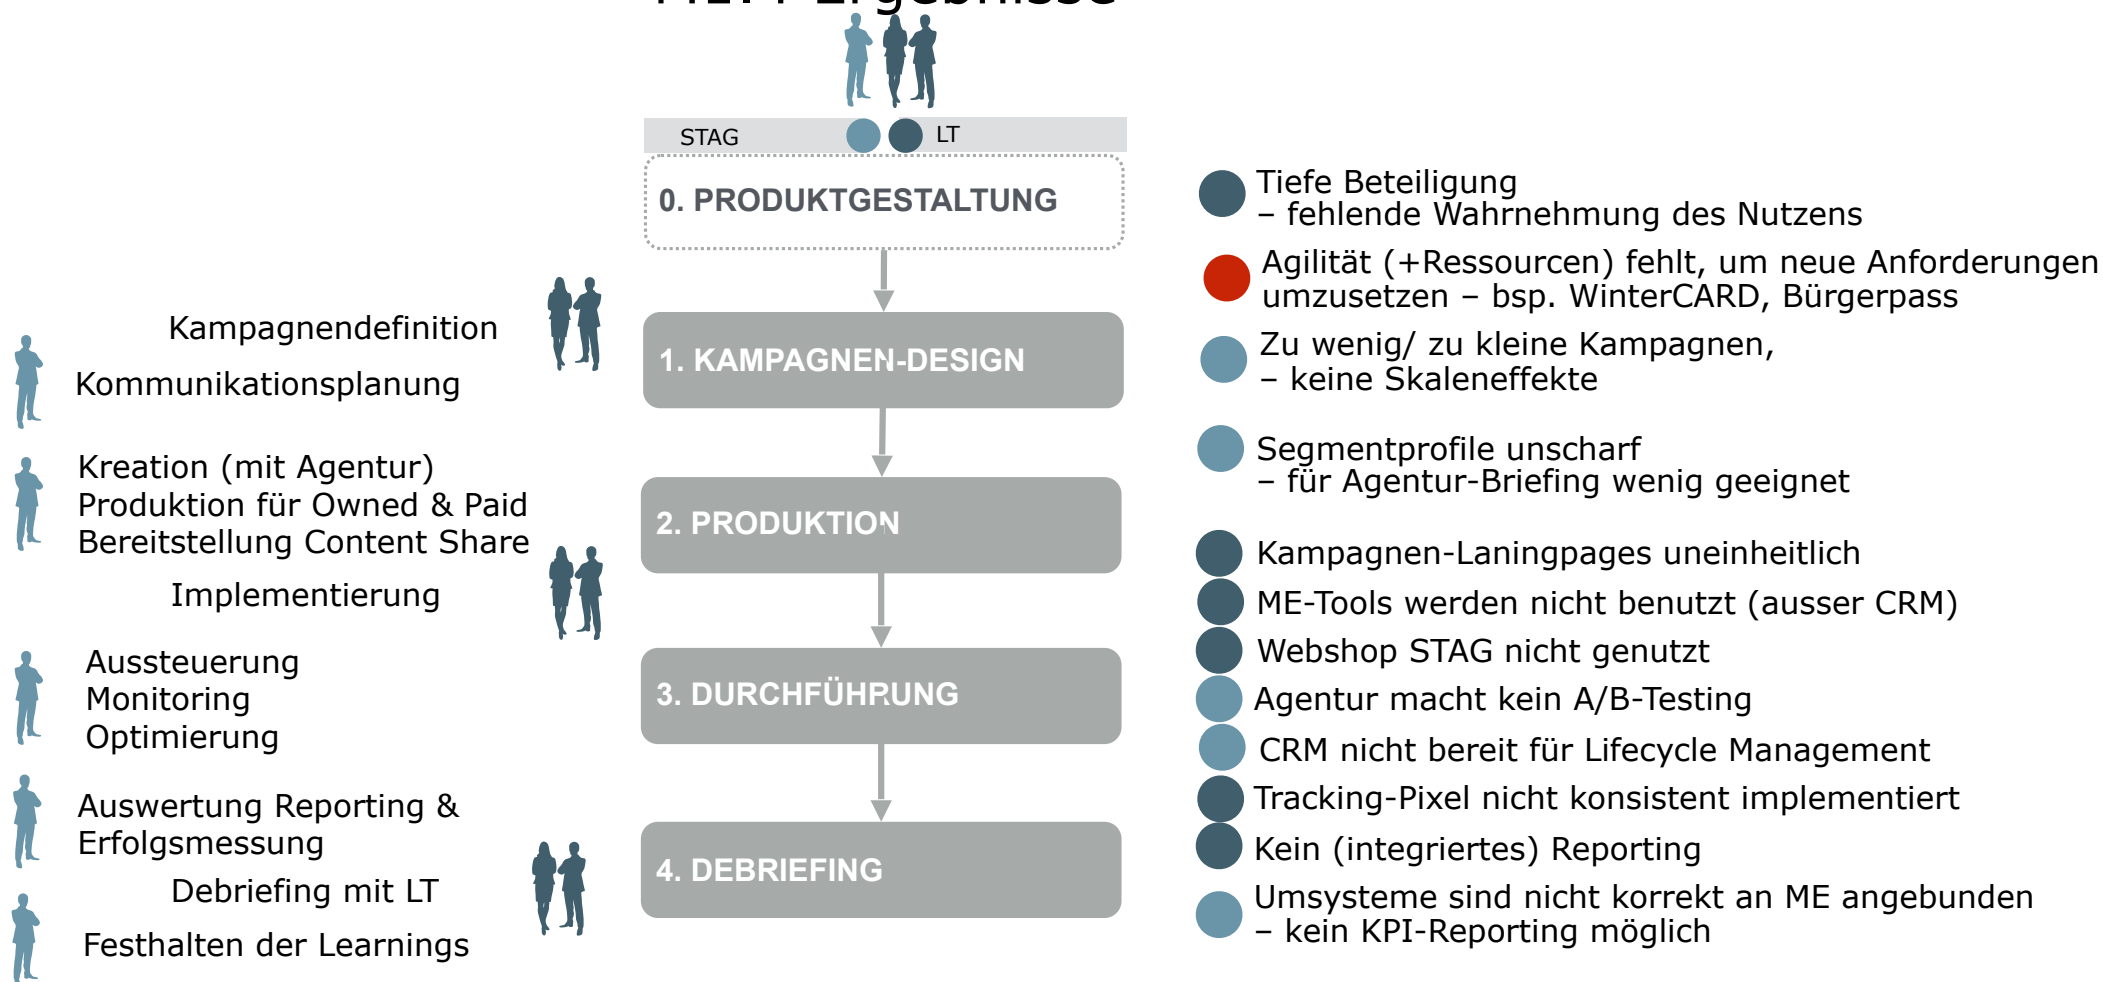 Ergebnisse
STAG
LT
0. PRODUKTGESTALTUNG
1. KAMPAGNEN-DESIGN
2. PRODUKTION
3. DURCHFÜHRUNG
4. DEBRIEFING
Kampagnendefinition
Kommunikationsplanung
Kreation (mit Agentur)
Produktion für Owned & Paid
Bereitstellung Content Share
Implementierung
Aussteuerung
Monitoring
Optimierung
Auswertung Reporting &
Erfolgsmessung
Debriefing mit LT
Festhalten der Learnings
Tiefe Beteiligung
– fehlende Wahrnehmung des Nutzens
Agilität (+Ressourcen) fehlt, um neue Anforderungen
umzusetzen – bsp. WinterCARD, Bürgerpass
Zu wenig/ zu kleine Kampagnen,
– keine Skaleneffekte
Segmentprofile unscharf
– für Agentur-Briefing wenig geeignet
Kampagnen-Laningpages uneinheitlich
ME-Tools werden nicht benutzt (ausser CRM)
Webshop STAG nicht genutzt
Agentur macht kein A/B-Testing
CRM nicht bereit für Lifecycle Management
Tracking-Pixel nicht konsistent implementiert
Kein (integriertes) Reporting
Umsysteme sind nicht korrekt an ME angebunden
– kein KPI-Reporting möglich